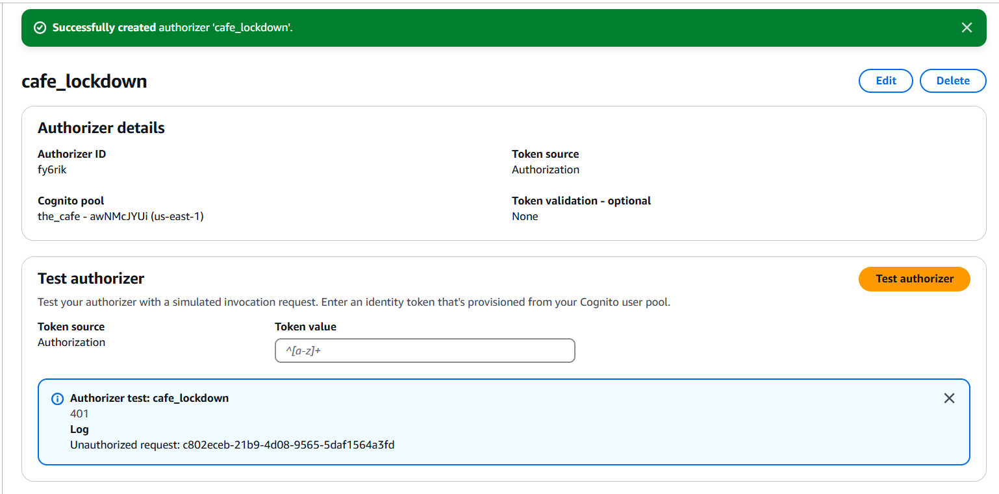 Successfully created authorizer 'cafe_lockdown'.
cafe_lockdown
Edit
Delete
Authorizer details
Authorizer ID
fy6rik
Token source
Authorization
Cognito pool
the_cafe - awNMcJYUi (us-east-1)
Token validation - optional
None
Test authorizer
Test authorizer
Test your authorizer with a simulated invocation request. Enter an identity token that's provisioned from your Cognito user pool.
Token source
Authorization
Token value
^[a-z]+
Authorizer test: cafe_lockdown
401
Log
Unauthorized request: c802eceb-21b9-4d08-9565-5daf1564a3fd